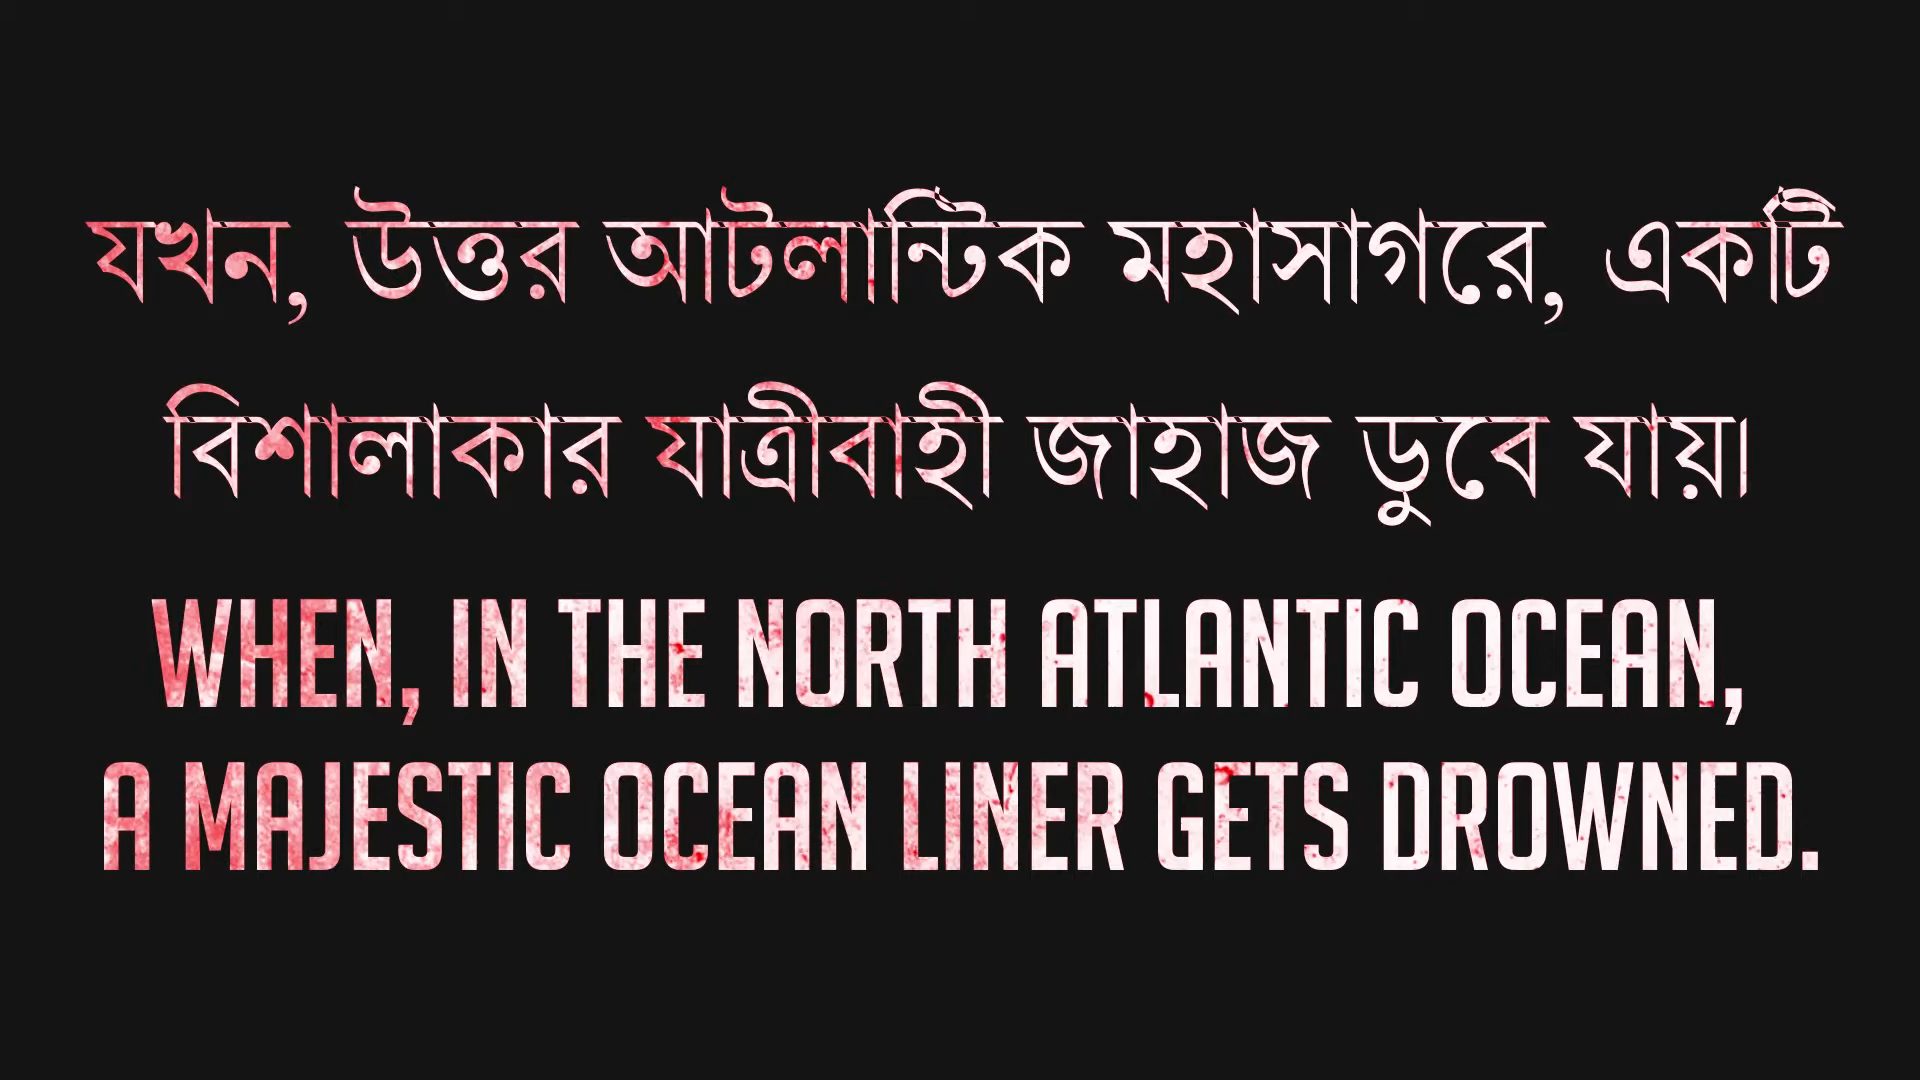 যখন, উত্তর আটলান্টিক মহাসাগরে, একটি
বিশালাকার যাত্রীবাহী জাহাজ ডুবে যায়।
WHEN, IN THE NORTH ATLANTIC OCEAN,
A MAJESTIC OCEAN LINER GETS DROWNED.